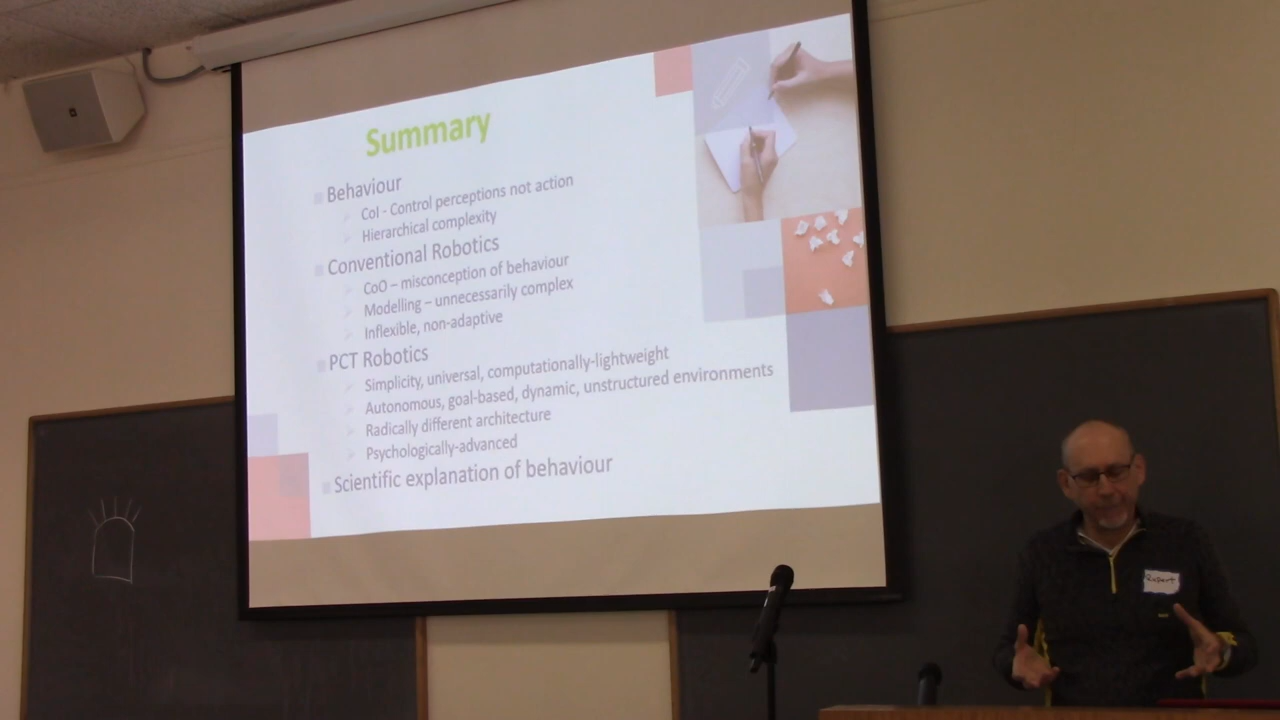 Summary
Behaviour
CoI - Control perceptions not action
Hierarchical complexity
Conventional Robotics
CoO – misconception of behaviour
Modelling – unnecessarily complex
Inflexible, non-adaptive
PCT Robotics
Simplicity, universal, computationally-lightweight
Autonomous, goal-based, dynamic, unstructured environments
Radically different architecture
Psychologically-advanced
Scientific explanation of behaviour
Rupert